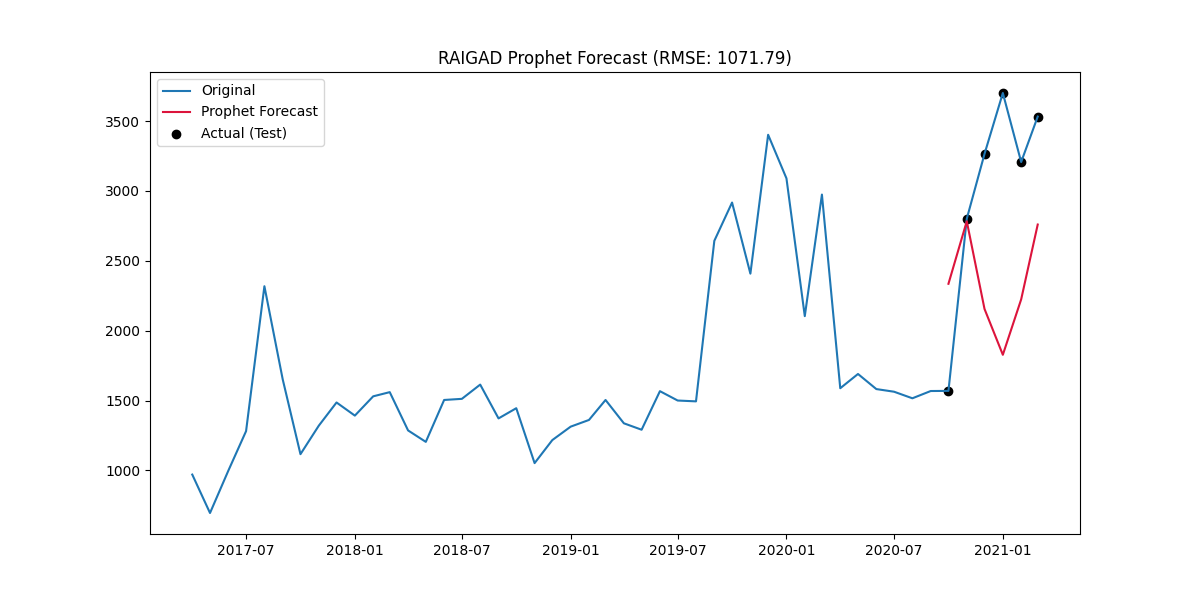 RAIGAD Prophet Forecast (RMSE: 1071.79)
Original
Prophet Forecast
Actual (Test)
3500
3000
2500
2000
1500
1000
2017-07 2018-01 2018-07 2019-01 2019-07 2020-01 2020-07 2021-01